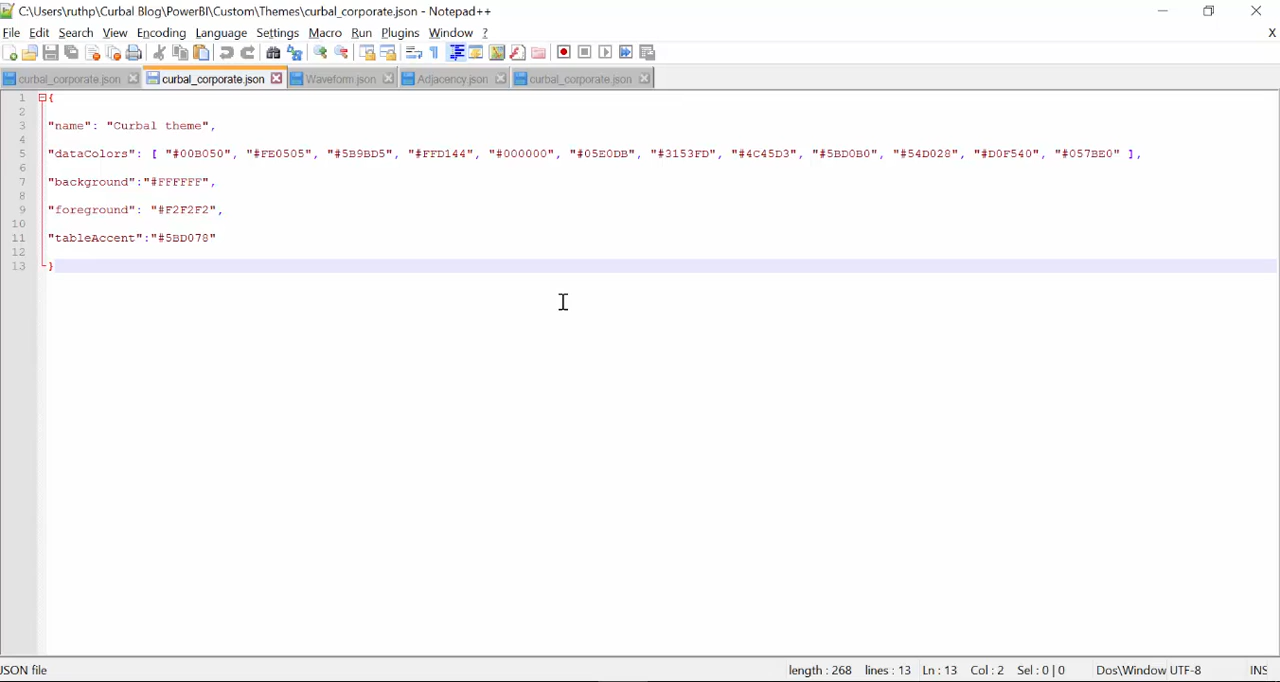 C:\Users\ruthp\Curbal Blog\PowerBI\Custom\Themes\curbal_corporate.json - Notepad++
File Edit Search View Encoding Language Settings Macro Run Plugins Window ? X
curbal_corporate.json curbal_corporate.json Waveform.json Adjacency.json curbal_corporate.json
1 {
2
3 "name": "Curbal theme",
4
5 "dataColors": [ "#00B050", "#FE0505", "#5B9BD5", "#FFD144", "#000000", "#05E0DB", "#3153FD", "#4C45D3", "#5BD0B0", "#54D028", "#D0F540", "#057BE0" ],
6
7 "background":"#FFFFFF",
8
9 "foreground": "#F2F2F2",
10
11 "tableAccent":"#5BD078"
12
13 }
JSON file length : 268 lines : 13 Ln : 13 Col : 2 Sel : 0 | 0 Dos\Window UTF-8 INS